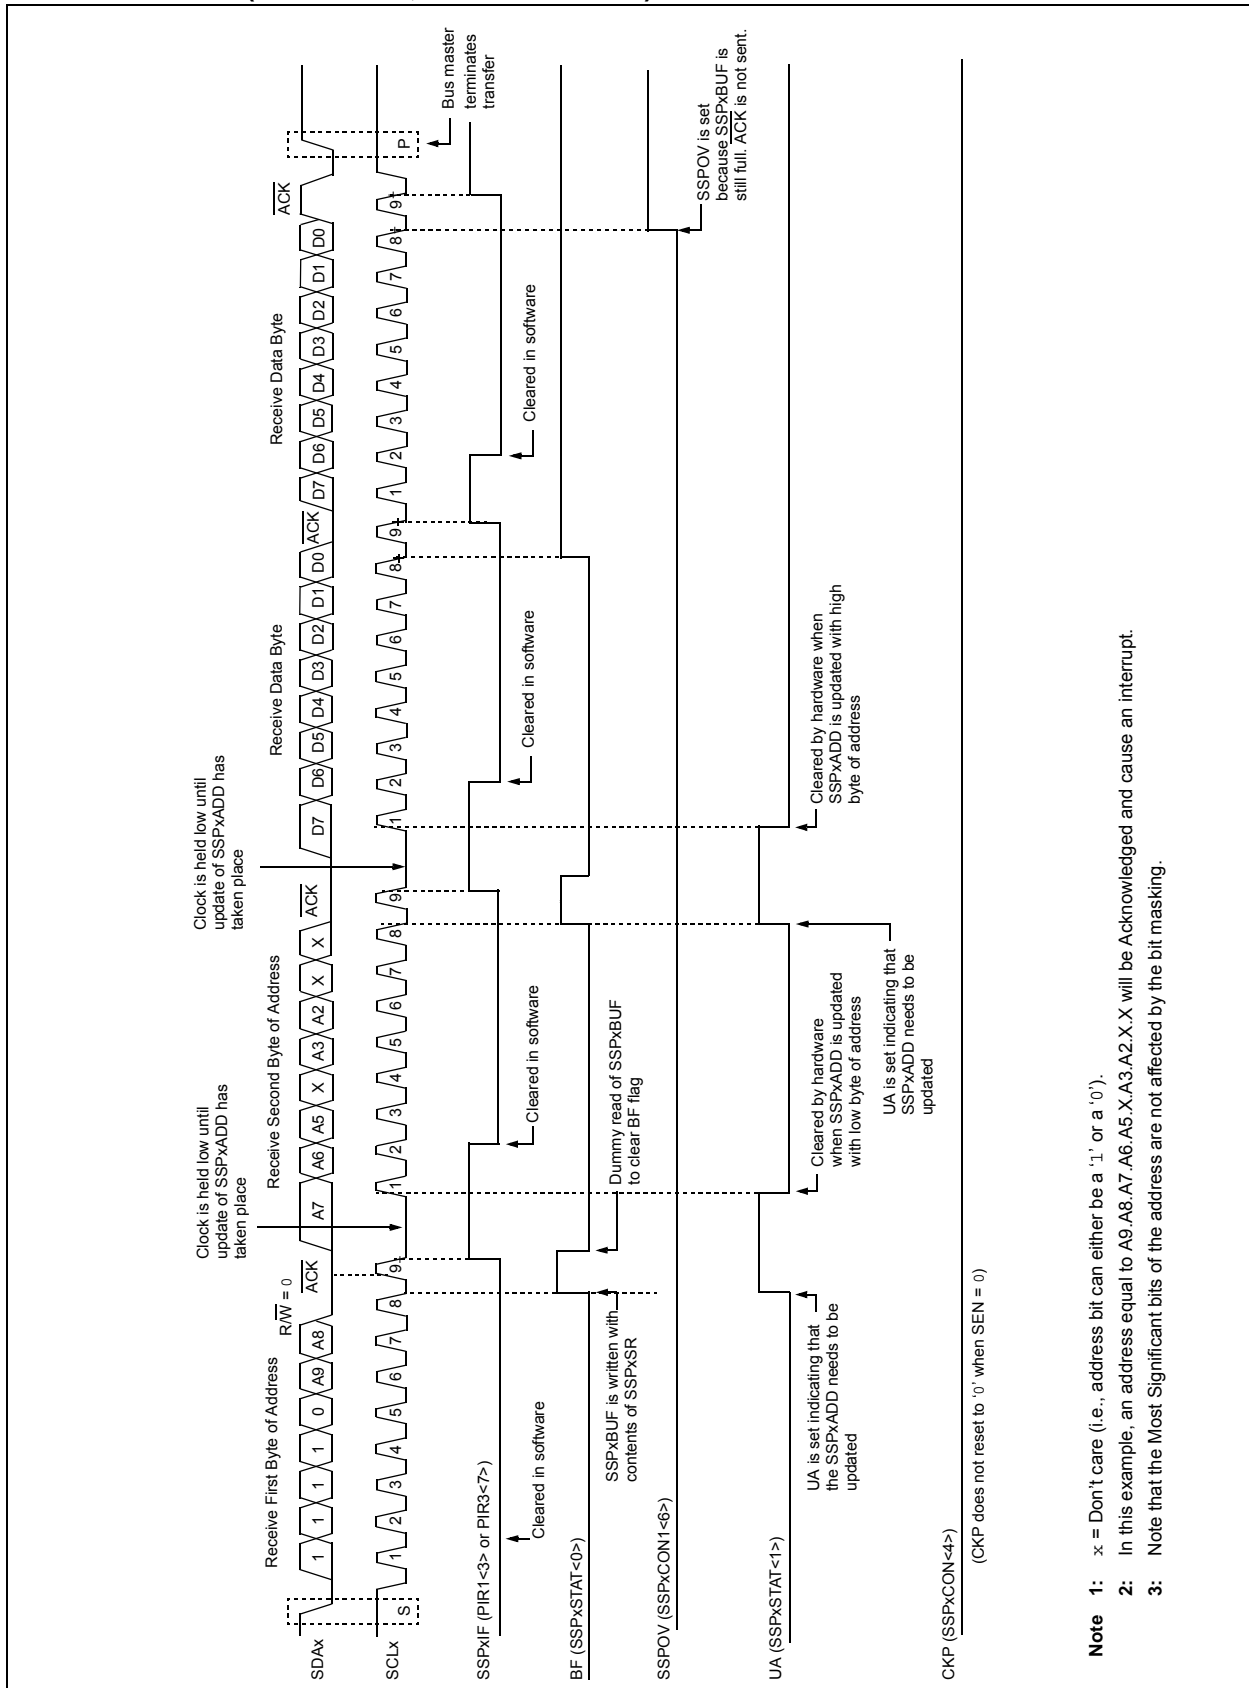 Receive First Byte of Address
R/W = 0
ACK
Clock is held low until
update of SSPxADD has
taken place
Receive Second Byte of Address
ACK
Clock is held low until
update of SSPxADD has
taken place
Receive Data Byte
ACK
Receive Data Byte
ACK
SDAx
1 1 1 1 0 A9 A8
A7 A6 A5 X A3 A2 X X
D7 D6 D5 D4 D3 D2 D1 D0
D7 D6 D5 D4 D3 D2 D1 D0
SCLx
S
1 2 3 4 5 6 7 8 9
1 2 3 4 5 6 7 8 9
1 2 3 4 5 6 7 8 9
1 2 3 4 5 6 7 8 9
P
Bus master
terminates
transfer
SSPxIF (PIR1<3> or PIR3<7>)
Cleared in software
Cleared in software
Cleared in software
Cleared in software
BF (SSPxSTAT<0>)
SSPxBUF is written with
contents of SSPxSR
Dummy read of SSPxBUF
to clear BF flag
SSPOV (SSPxCON1<6>)
SSPOV is set
because SSPxBUF is
still full. ACK is not sent.
UA (SSPxSTAT<1>)
UA is set indicating that
the SSPxADD needs to be
updated
Cleared by hardware
when SSPxADD is updated
with low byte of address
UA is set indicating that
SSPxADD needs to be
updated
Cleared by hardware when
SSPxADD is updated with high
byte of address
CKP (SSPxCON<4>)
(CKP does not reset to ‘0’ when SEN = 0)
Note 1: x = Don’t care (i.e., address bit can either be a ‘1’ or a ‘0’).
2: In this example, an address equal to A9.A8.A7.A6.A5.X.A3.A2.X.X will be Acknowledged and cause an interrupt.
3: Note that the Most Significant bits of the address are not affected by the bit masking.